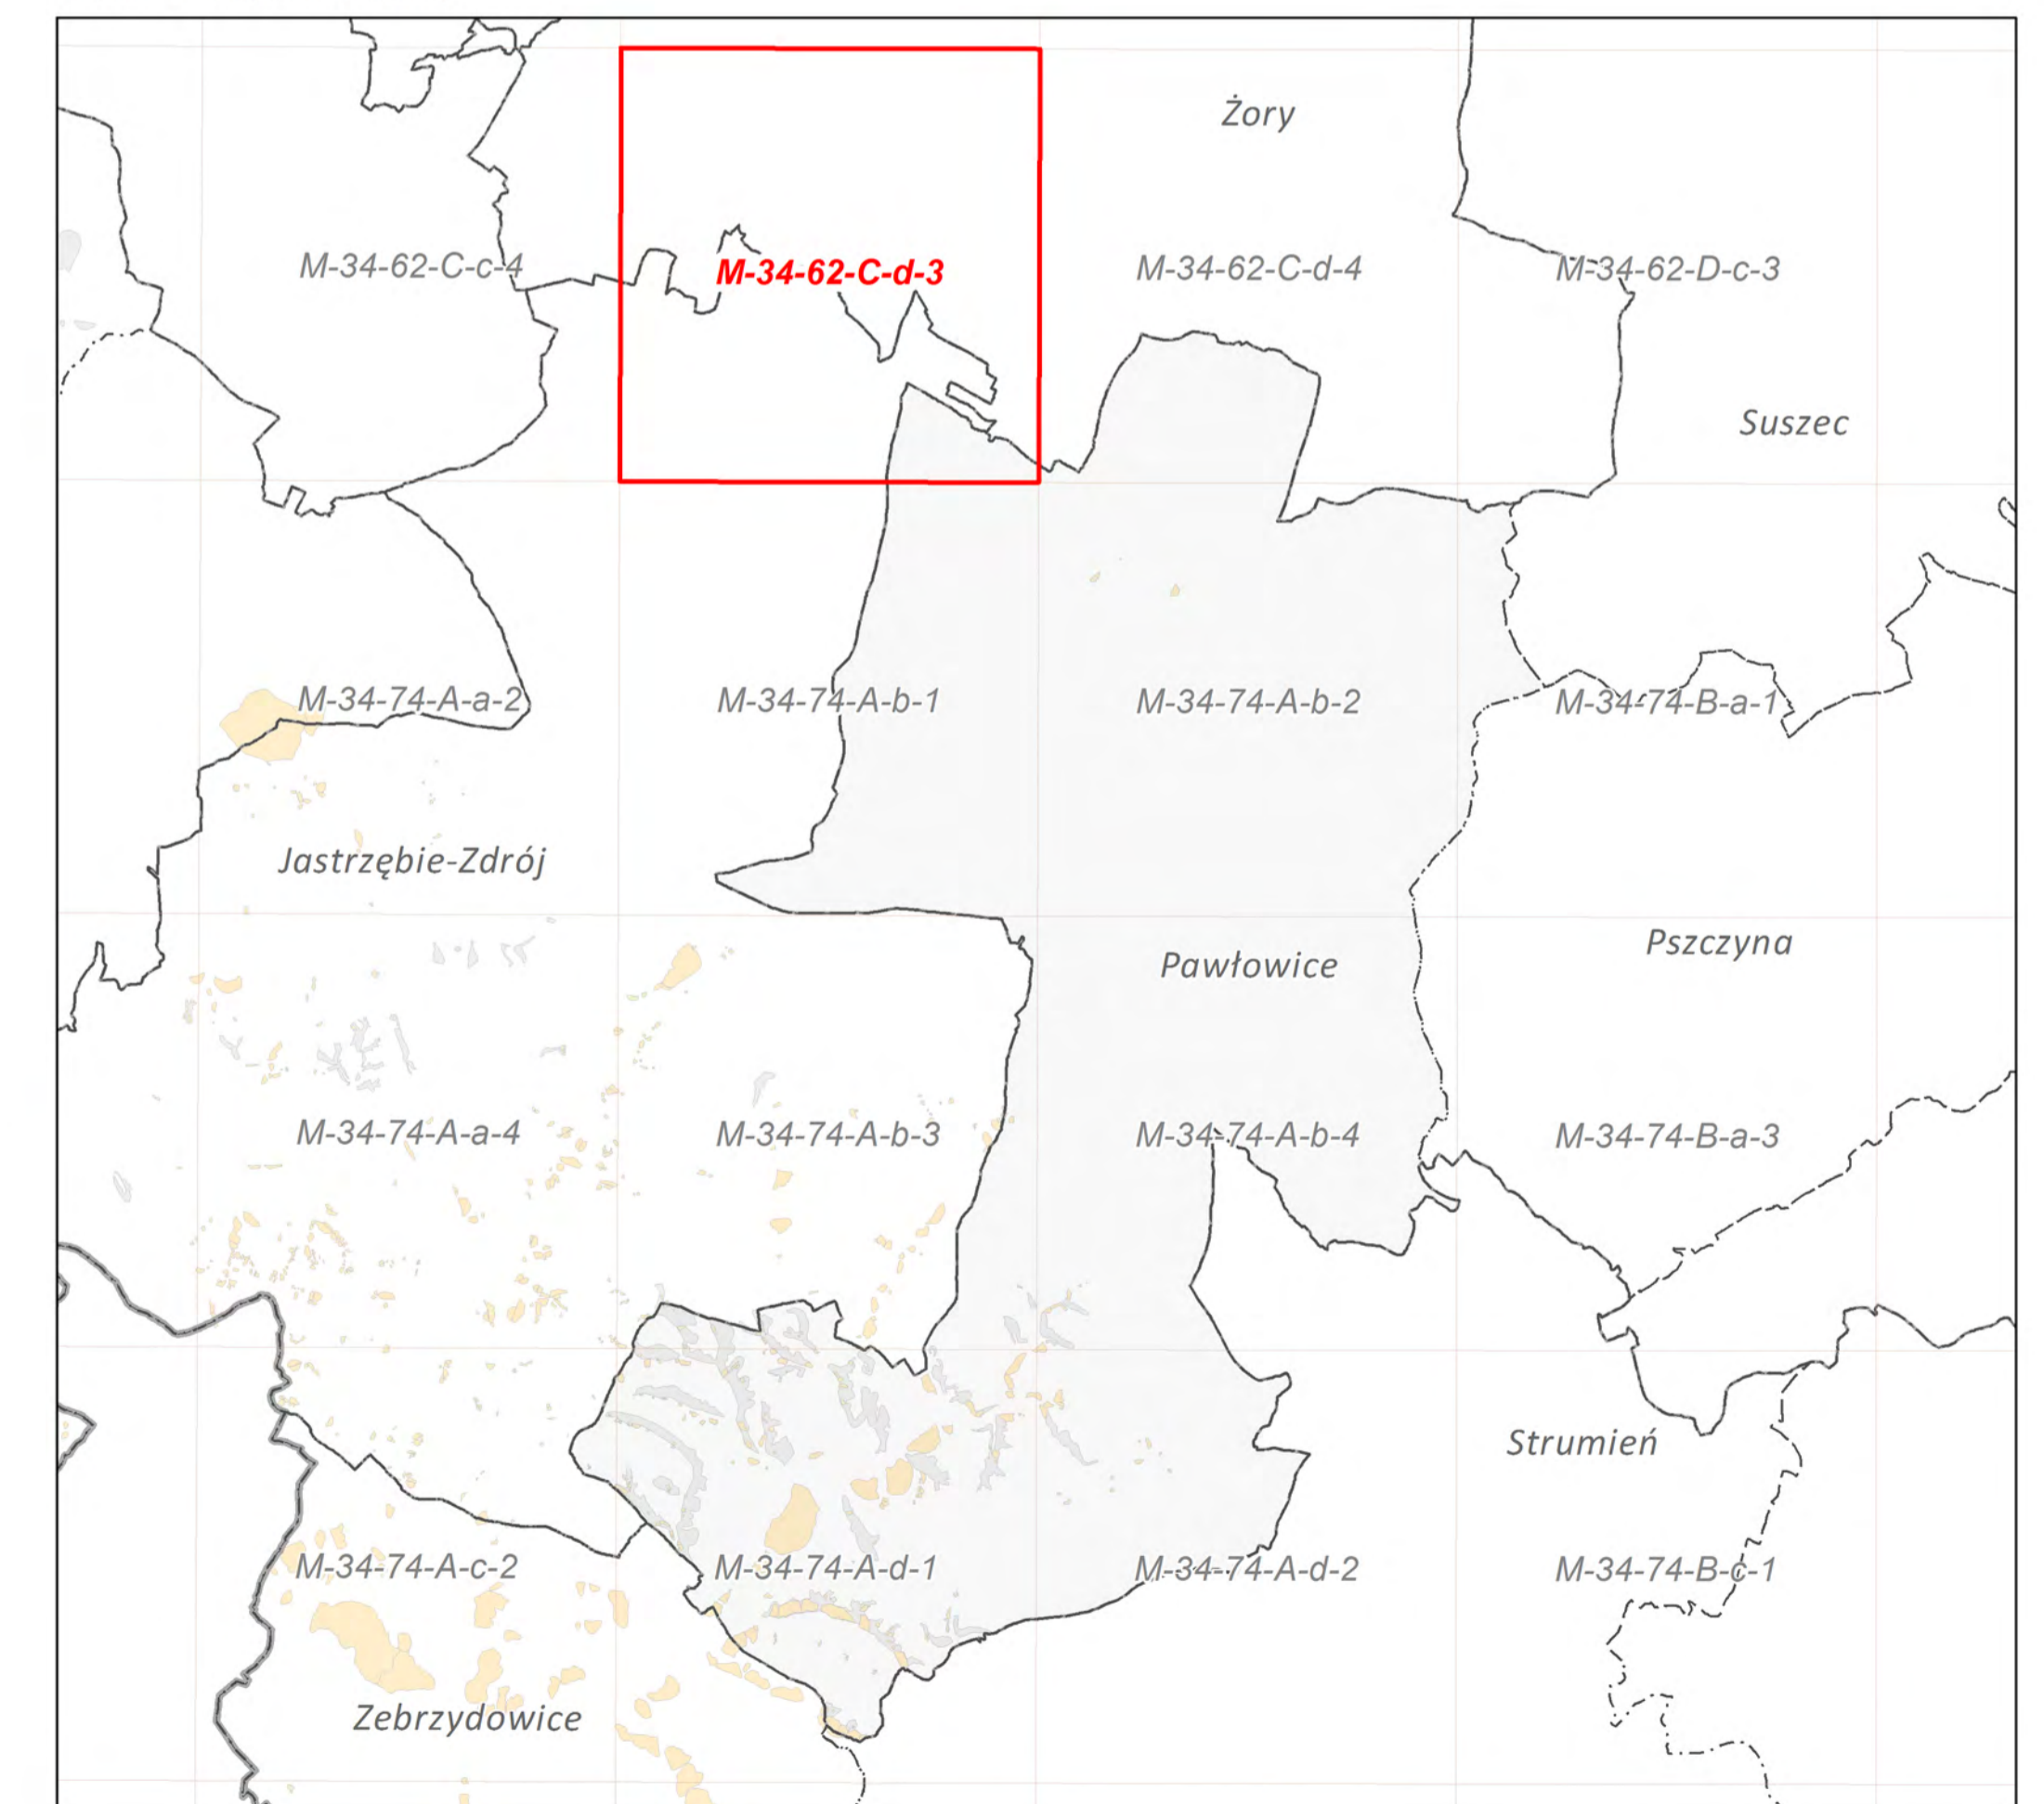 Żory
M-34-62-C-c-4
M-34-62-C-d-3
M-34-62-C-d-4
M-34-62-D-c-3
Suszec
M-34-74-A-a-2
M-34-74-A-b-1
M-34-74-A-b-2
M-34-74-B-a-1
Jastrzębie-Zdrój
Pawłowice
Pszczyna
M-34-74-A-a-4
M-34-74-A-b-3
M-34-74-A-b-4
M-34-74-B-a-3
Strumień
M-34-74-A-c-2
M-34-74-A-d-1
M-34-74-A-d-2
M-34-74-B-c-1
Zebrzydowice